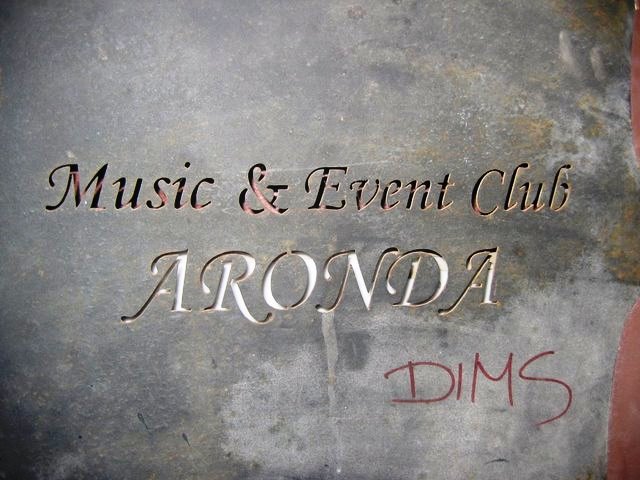 Music & Event Club
ARONDA
DIMS